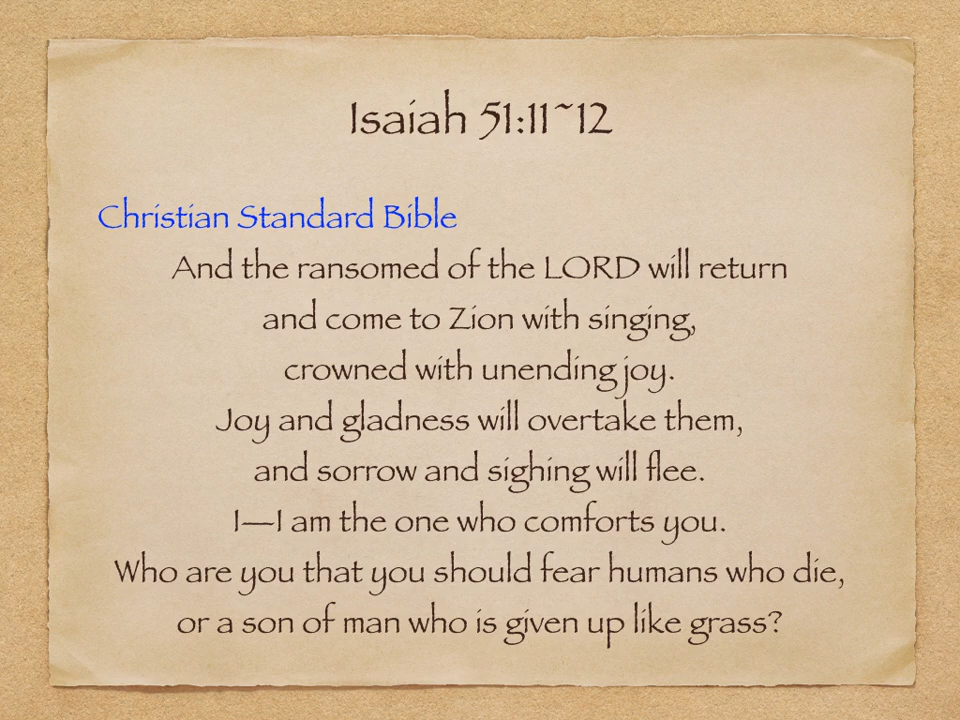 Isaiah 51:11~12
Christian Standard Bible
And the ransomed of the LORD will return
and come to Zion with singing,
crowned with unending joy.
Joy and gladness will overtake them,
and sorrow and sighing will flee.
I—I am the one who comforts you.
Who are you that you should fear humans who die,
or a son of man who is given up like grass?